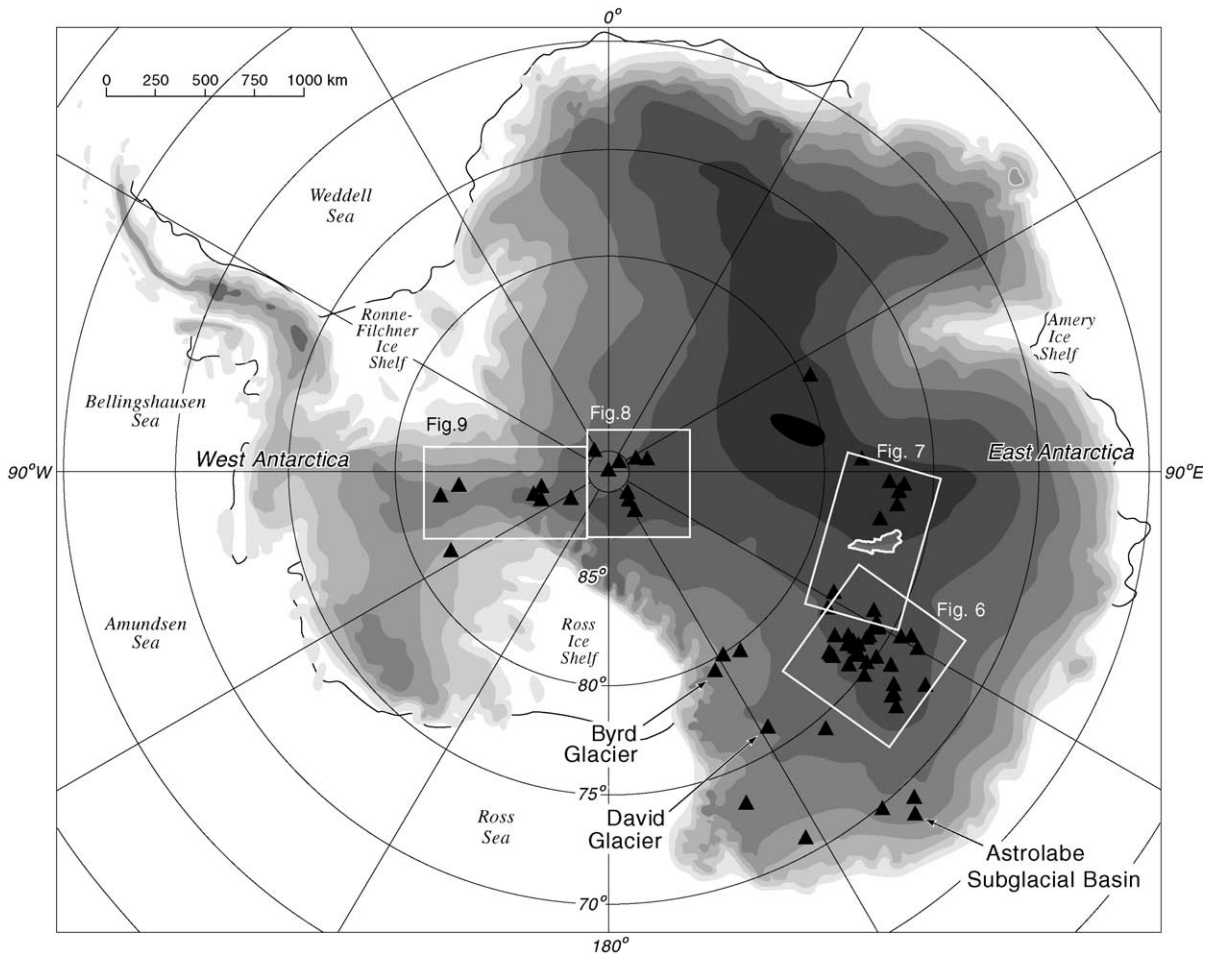 0°
0 250 500 750 1000 km
Weddell
Sea
Ronne-
Filchner
Ice
Shelf
Amery
Ice
Shelf
Bellingshausen
Sea
Fig.9
Fig.8
Fig. 7
West Antarctica
East Antarctica
90°W
90°E
85°
Fig. 6
Amundsen
Sea
Ross
Ice
Shelf
80°
Byrd
Glacier
75°
David
Glacier
Ross
Sea
Astrolabe
Subglacial Basin
70°
180°